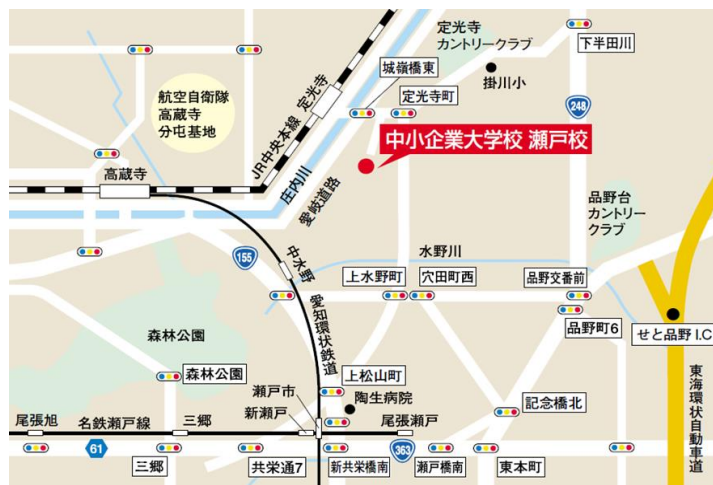 定光寺
カントリークラブ
下半田川
城嶺橋東
掛川小
航空自衛隊
高蔵寺
分屯基地
定光寺
JR中央本線
定光寺町
248
中小企業大学校 瀬戸校
高蔵寺
庄内川
愛岐道路
品野台
カントリー
クラブ
155
中水野
水野川
上水野町
穴田町西
品野交番前
愛知環状鉄道
森林公園
品野町6
せと品野 I.C
森林公園
上松山町
瀬戸市
陶生病院
新瀬戸
記念橋北
東海環状自動車道
尾張旭
名鉄瀬戸線
三郷
尾張瀬戸
61
363
三郷
共栄通7
新共栄橋南
瀬戸橋南
東本町